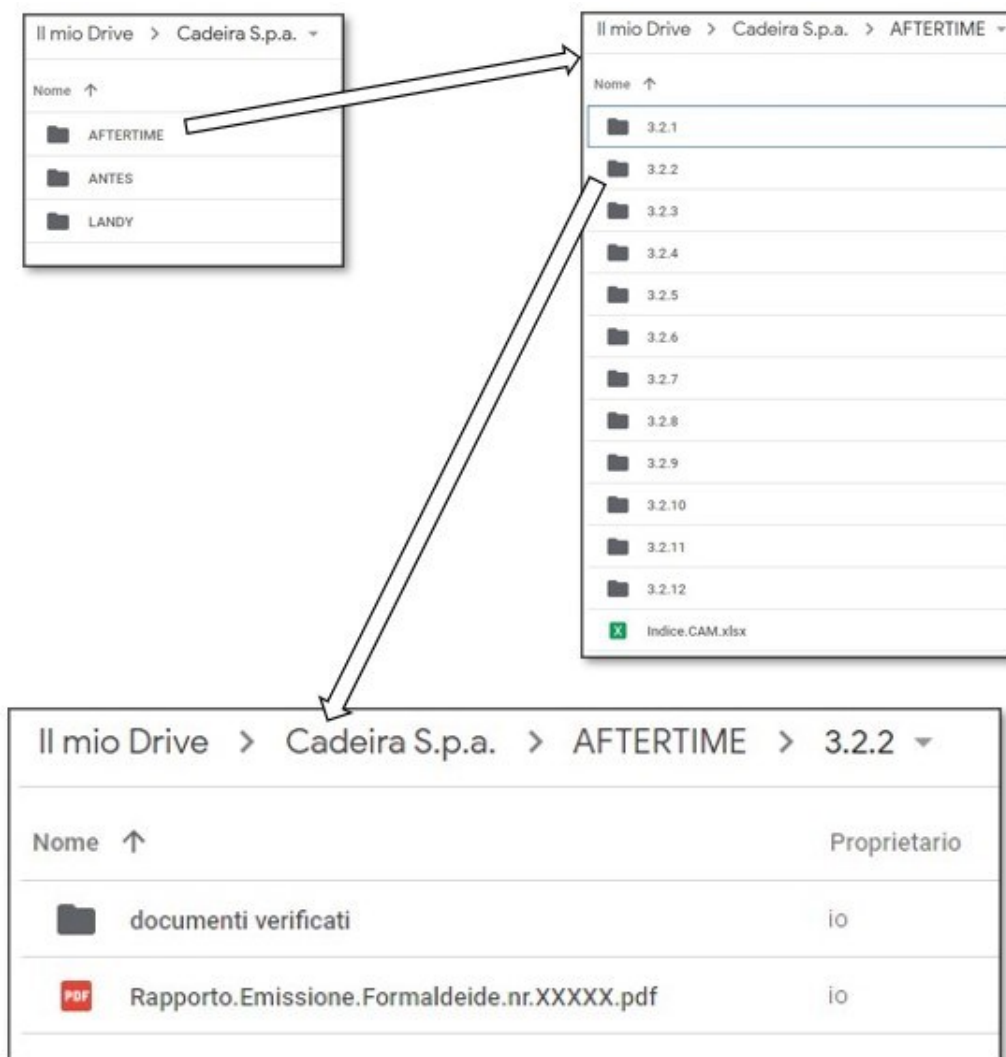 Il mio Drive > Cadeira S.p.a.
Nome ↑
AFTERTIME
ANTES
LANDY
Il mio Drive > Cadeira S.p.a. > AFTERTIME
Nome ↑
3.2.1
3.2.2
3.2.3
3.2.4
3.2.5
3.2.6
3.2.7
3.2.8
3.2.9
3.2.10
3.2.11
3.2.12
X Indice.CAM.xlsx
Il mio Drive > Cadeira S.p.a. > AFTERTIME > 3.2.2
Nome ↑ Proprietario
documenti verificati io
PDF Rapporto.Emissione.Formaldeide.nr.XXXXX.pdf io